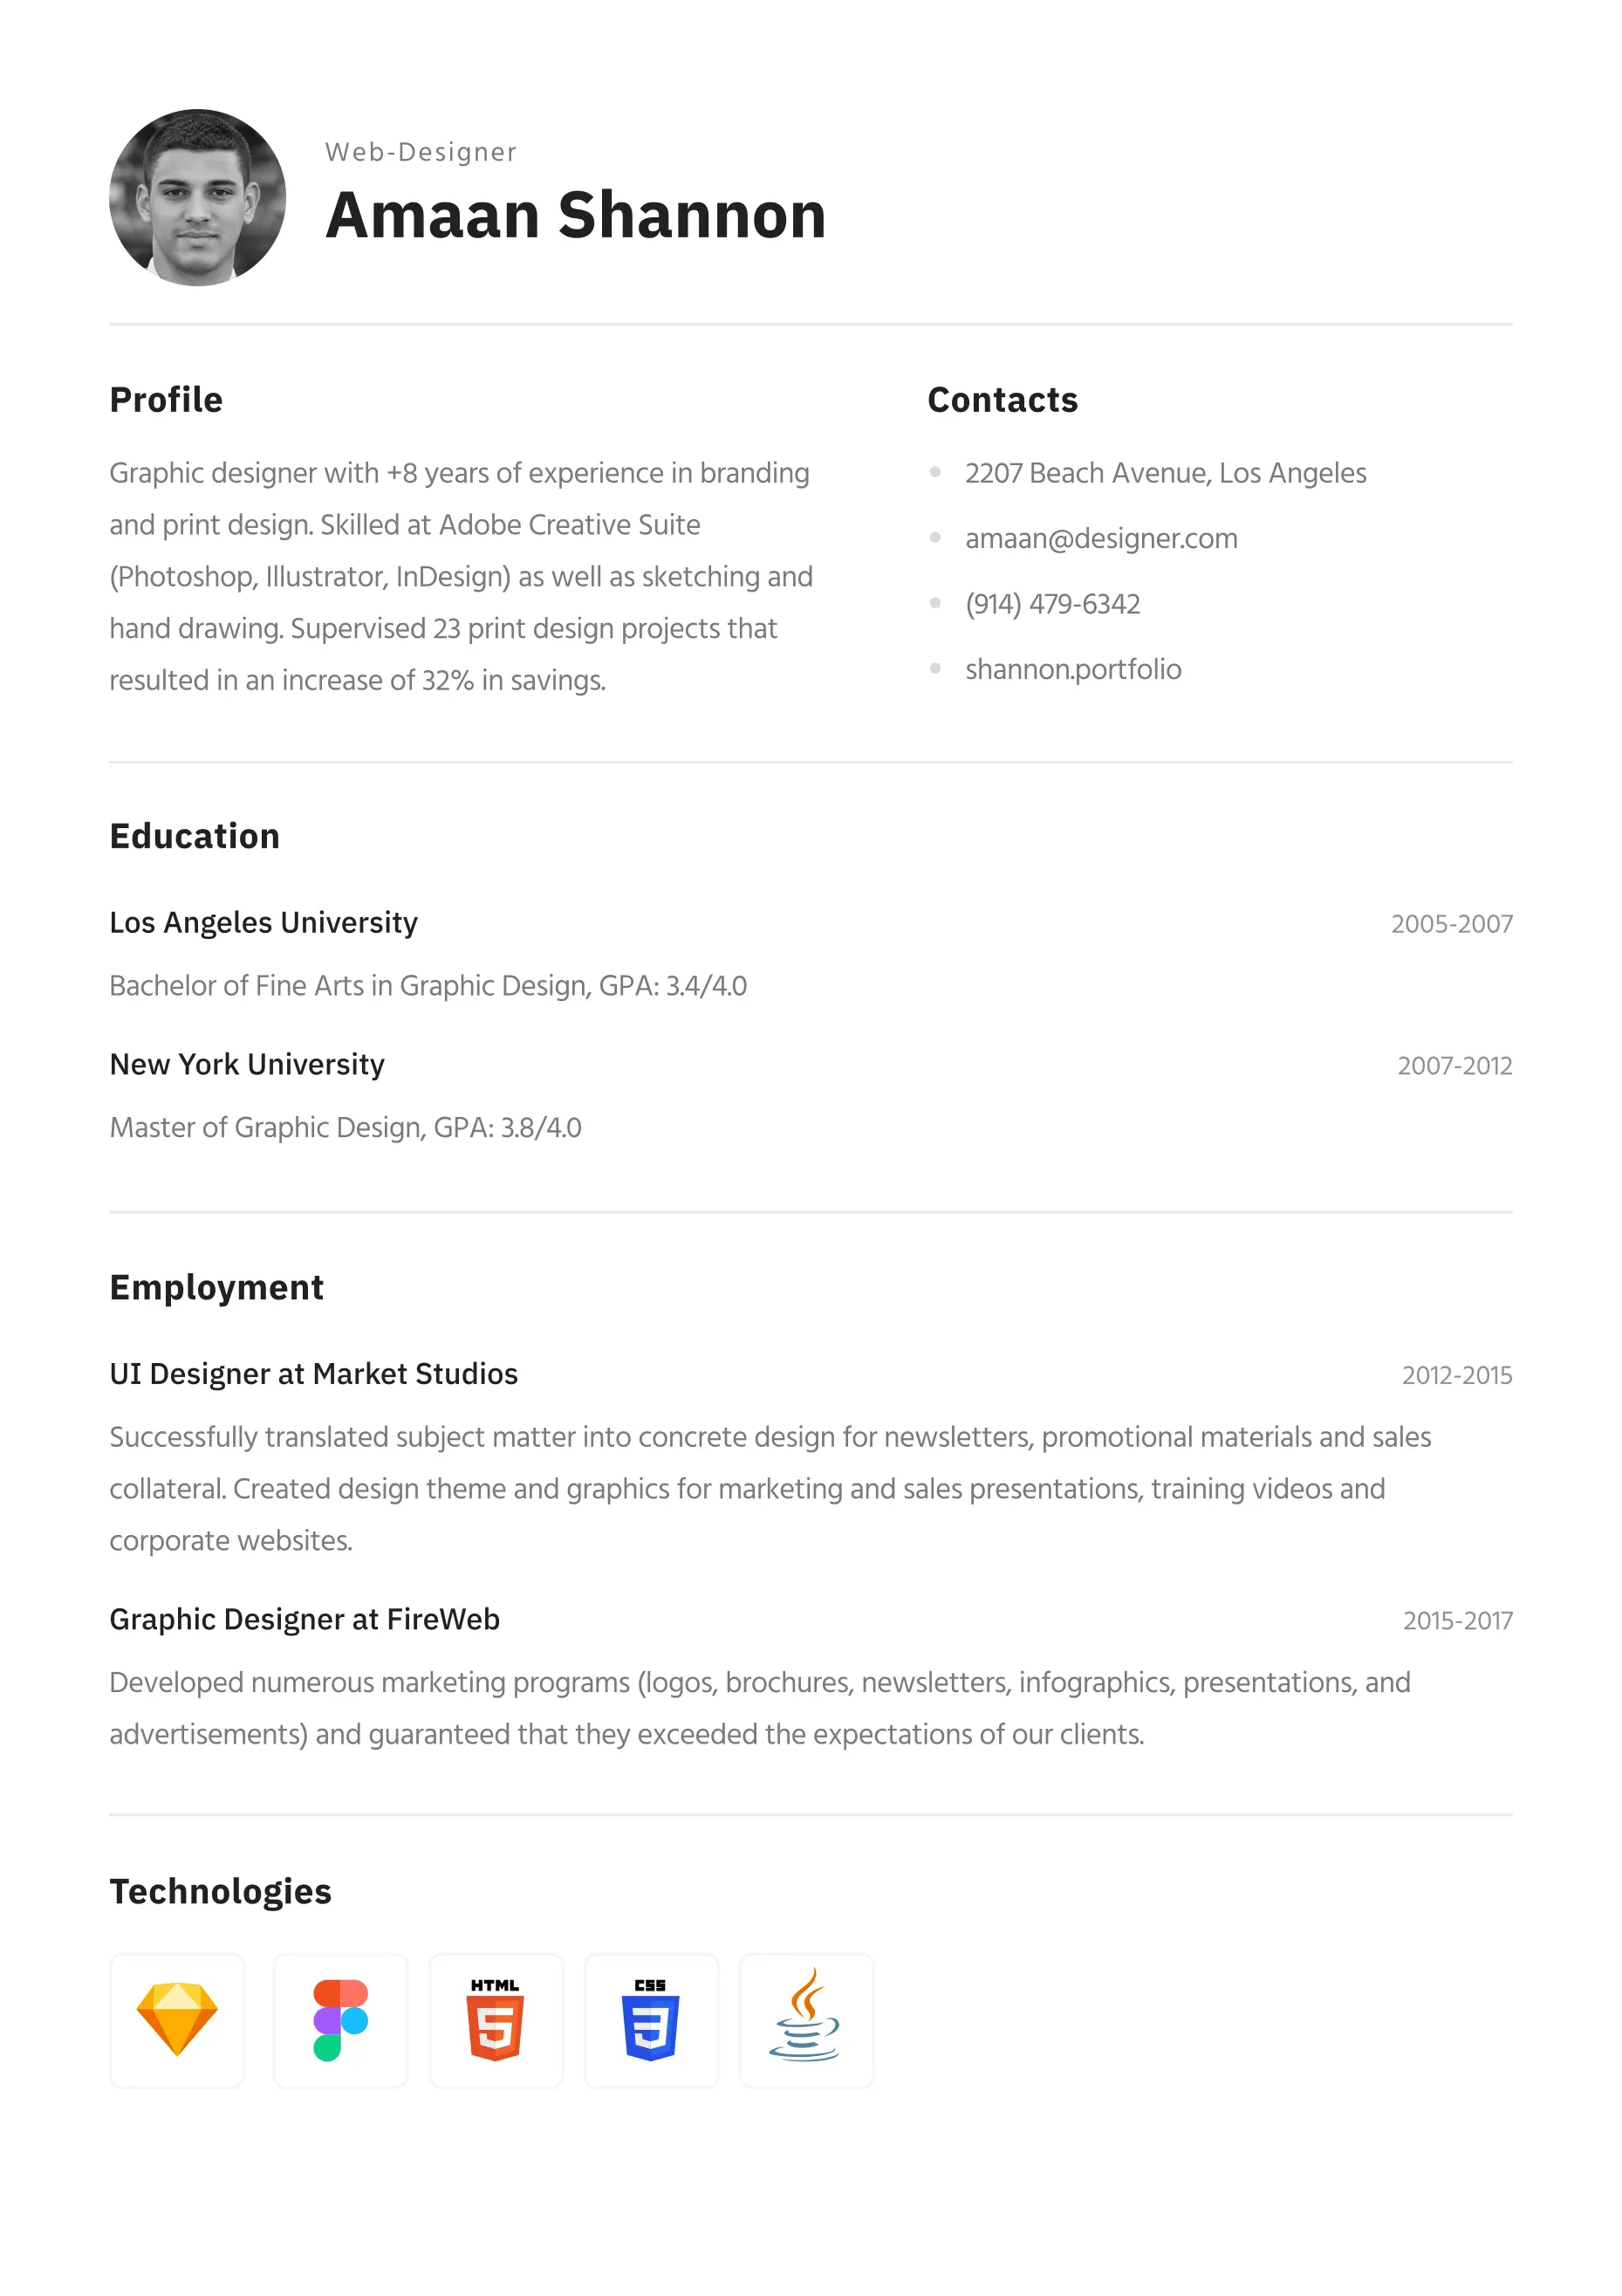 Web-Designer
Amaan Shannon
Profile
Graphic designer with +8 years of experience in branding
and print design. Skilled at Adobe Creative Suite
(Photoshop, Illustrator, InDesign) as well as sketching and
hand drawing. Supervised 23 print design projects that
resulted in an increase of 32% in savings.
Contacts
2207 Beach Avenue, Los Angeles
amaan@designer.com
(914) 479-6342
shannon.portfolio
Education
Los Angeles University 2005-2007
Bachelor of Fine Arts in Graphic Design, GPA: 3.4/4.0
New York University 2007-2012
Master of Graphic Design, GPA: 3.8/4.0
Employment
UI Designer at Market Studios 2012-2015
Successfully translated subject matter into concrete design for newsletters, promotional materials and sales
collateral. Created design theme and graphics for marketing and sales presentations, training videos and
corporate websites.
Graphic Designer at FireWeb 2015-2017
Developed numerous marketing programs (logos, brochures, newsletters, infographics, presentations, and
advertisements) and guaranteed that they exceeded the expectations of our clients.
Technologies
HTML 5
CSS 3